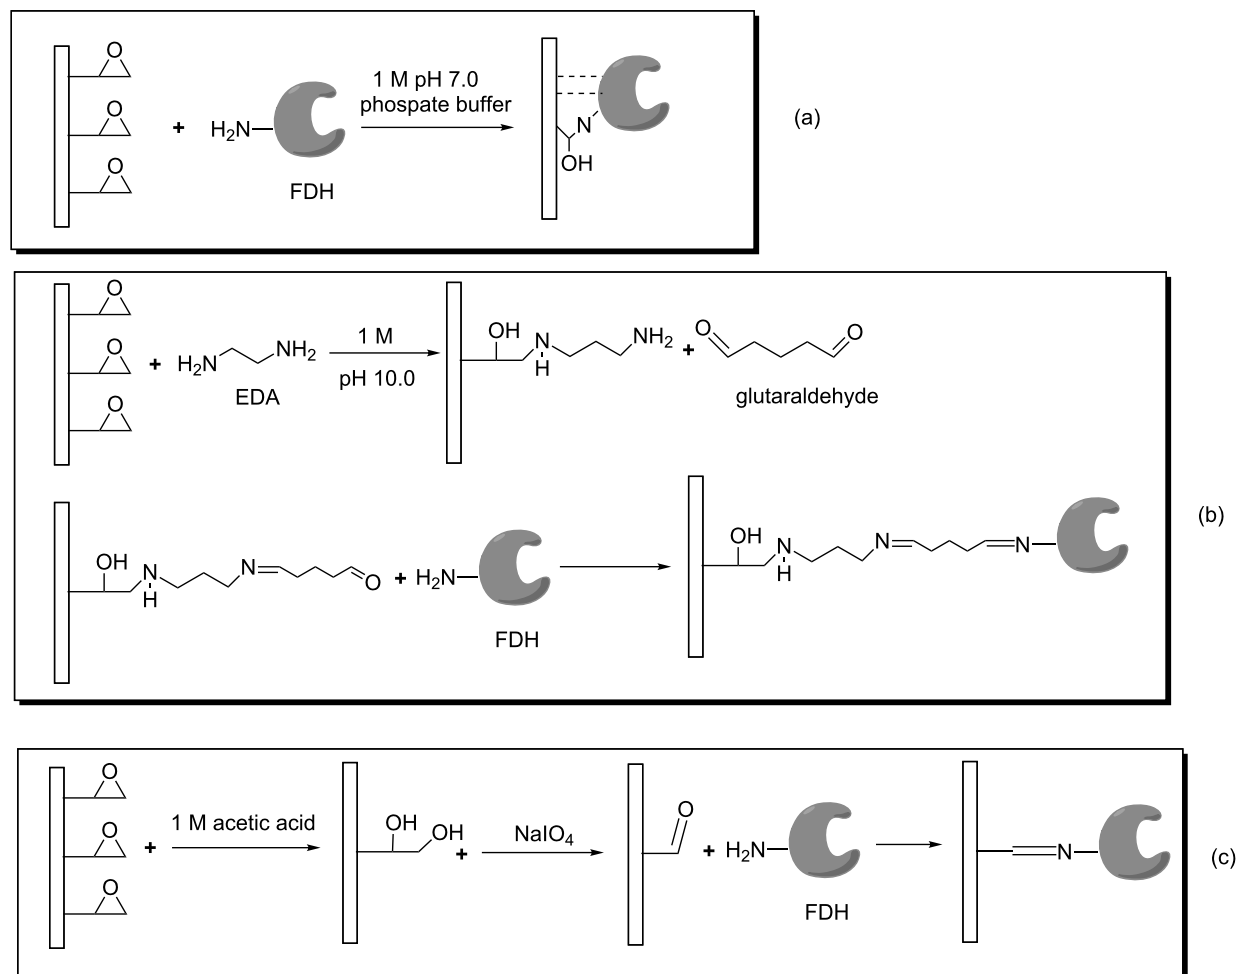 O
O
O
+
H₂N
FDH
1 M pH 7.0
phospate buffer
N
OH
(a)
O
O
O
+
H₂N
NH₂
EDA
1 M
pH 10.0
OH
N
H
NH₂
+
O
O
glutaraldehyde
OH
N
H
N
O
+
H₂N
FDH
OH
N
H
N
N
(b)
O
O
O
+
1 M acetic acid
OH
OH
+
NaIO₄
O
+
H₂N
FDH
N
(c)